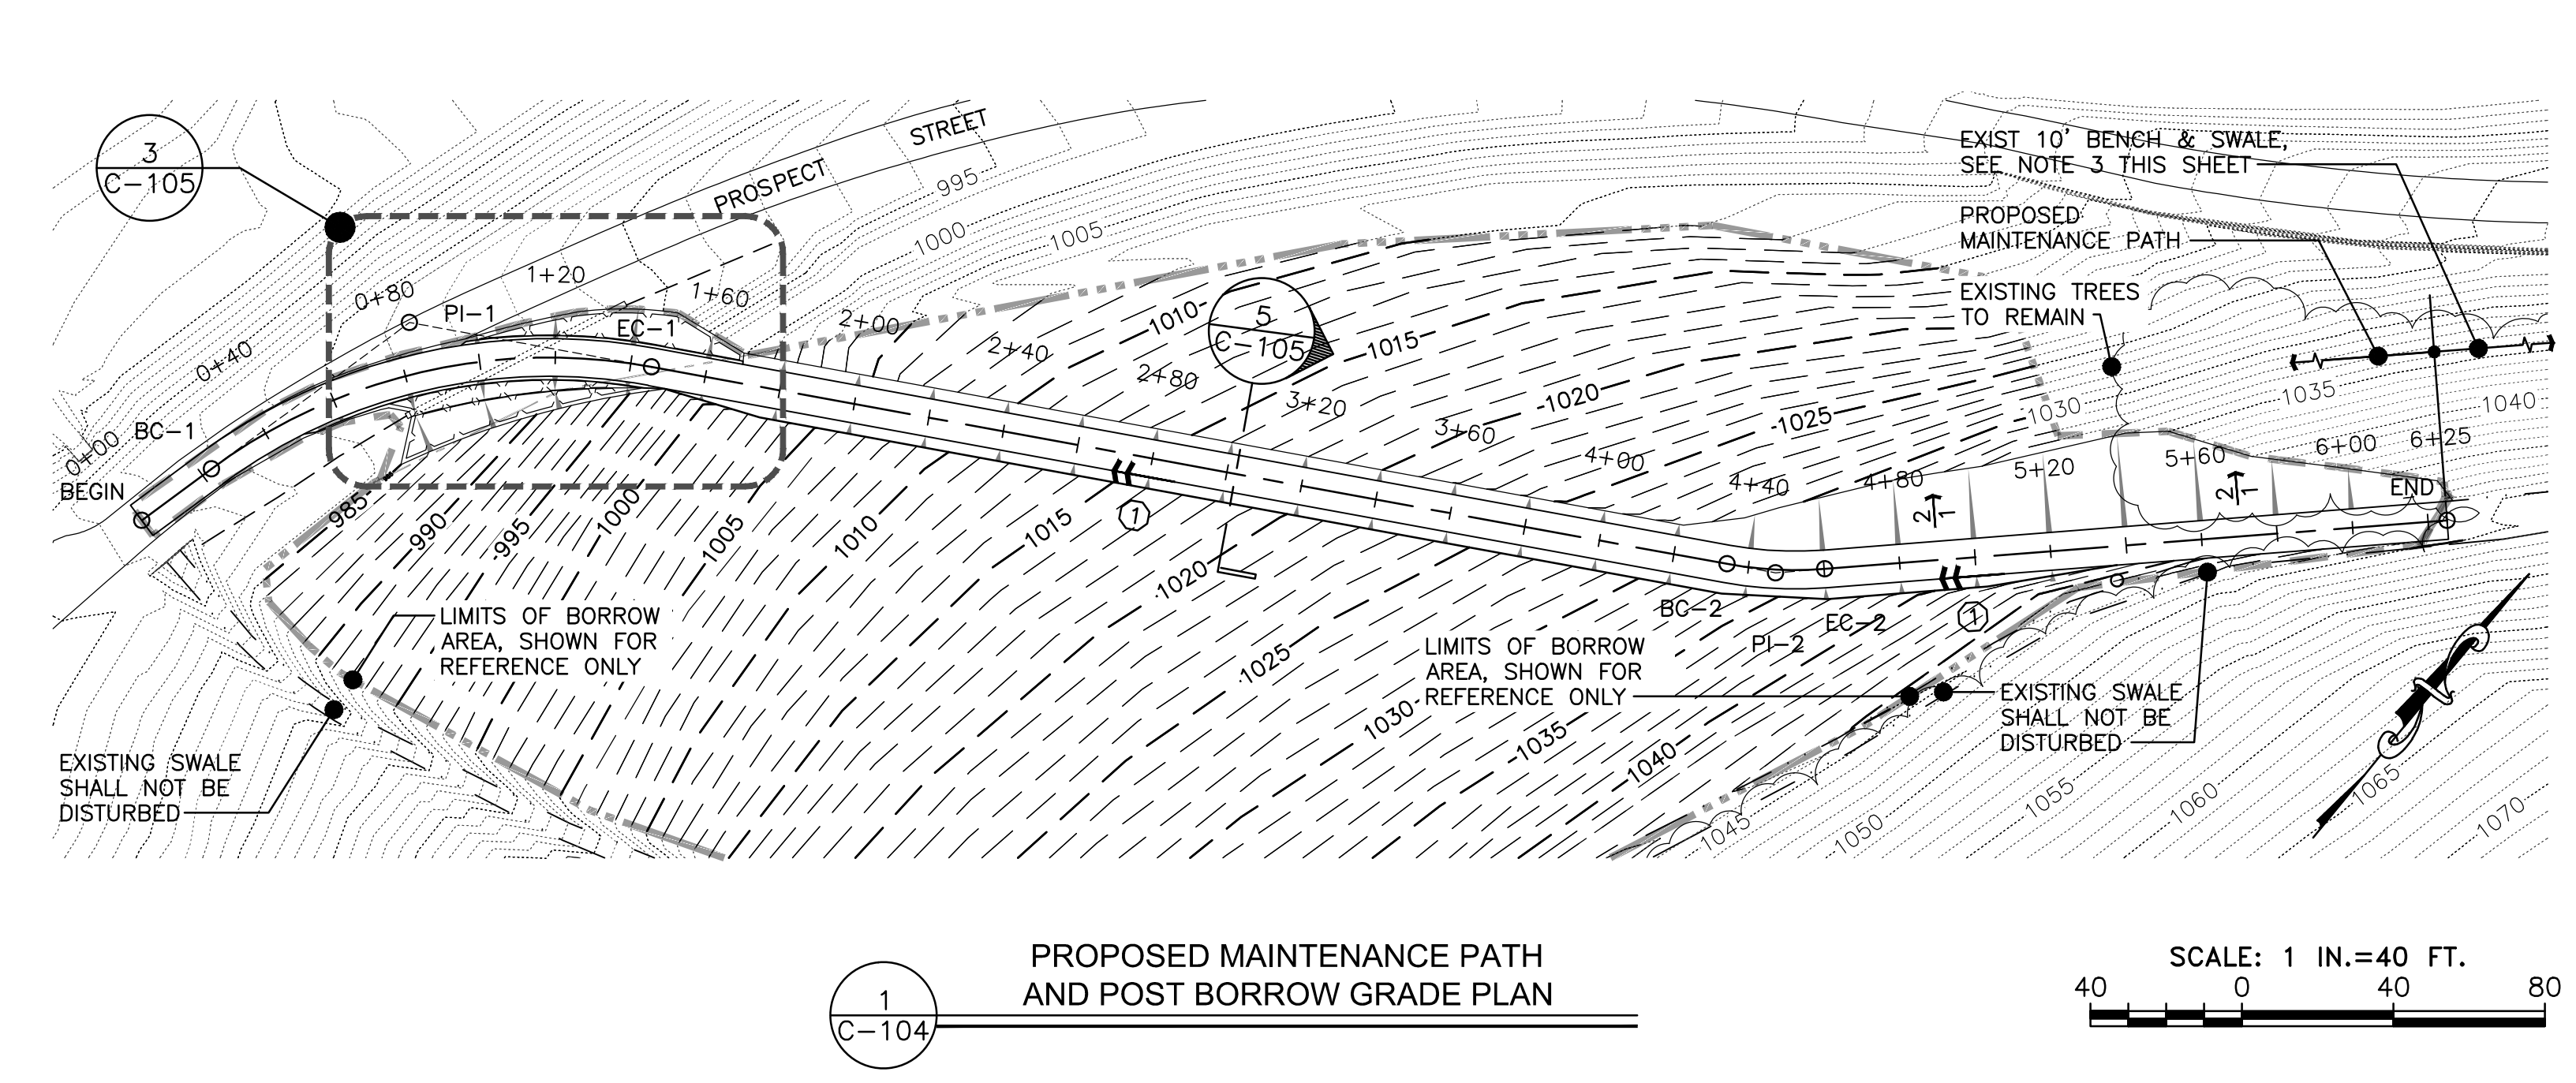 3
C-105
PROSPECT STREET
995
1000
1005
EXIST 10' BENCH & SWALE,
SEE NOTE 3 THIS SHEET
PROPOSED
MAINTENANCE PATH
EXISTING TREES
TO REMAIN
0+00
0+40
0+80
1+20
1+60
2+00
2+40
2+80
3+20
3+60
4+00
4+40
4+80
5+20
5+60
6+00
6+25
BEGIN
BC-1
PI-1
EC-1
5
C-105
1010
1015
1020
1025
1030
1035
1040
2
1
2
1
END
985
990
995
1000
1005
1010
1015
1020
1025
1030
1035
1040
1045
1050
1055
1060
1065
1070
1
1
BC-2
PI-2
EC-2
LIMITS OF BORROW
AREA, SHOWN FOR
REFERENCE ONLY
LIMITS OF BORROW
AREA, SHOWN FOR
REFERENCE ONLY
EXISTING SWALE
SHALL NOT BE
DISTURBED
EXISTING SWALE
SHALL NOT BE
DISTURBED
1
C-104
PROPOSED MAINTENANCE PATH
AND POST BORROW GRADE PLAN
SCALE: 1 IN.=40 FT.
40 0 40 80